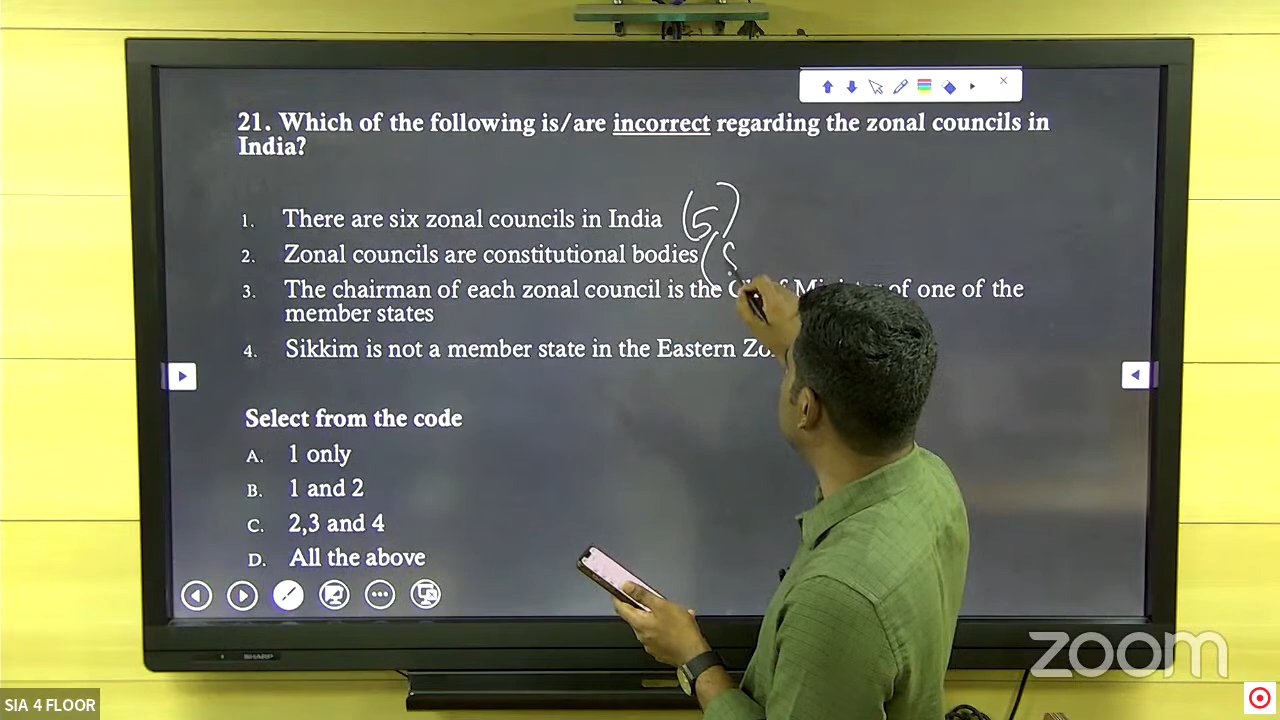 21. Which of the following is/are incorrect regarding the zonal councils in
India?
1. There are six zonal councils in India (5)
2. Zonal councils are constitutional bodies (S
3. The chairman of each zonal council is the Chief Minister of one of the
member states
4. Sikkim is not a member state in the Eastern
Select from the code
A. 1 only
B. 1 and 2
C. 2,3 and 4
D. All the above
SHARP
zoom
SIA 4 FLOOR